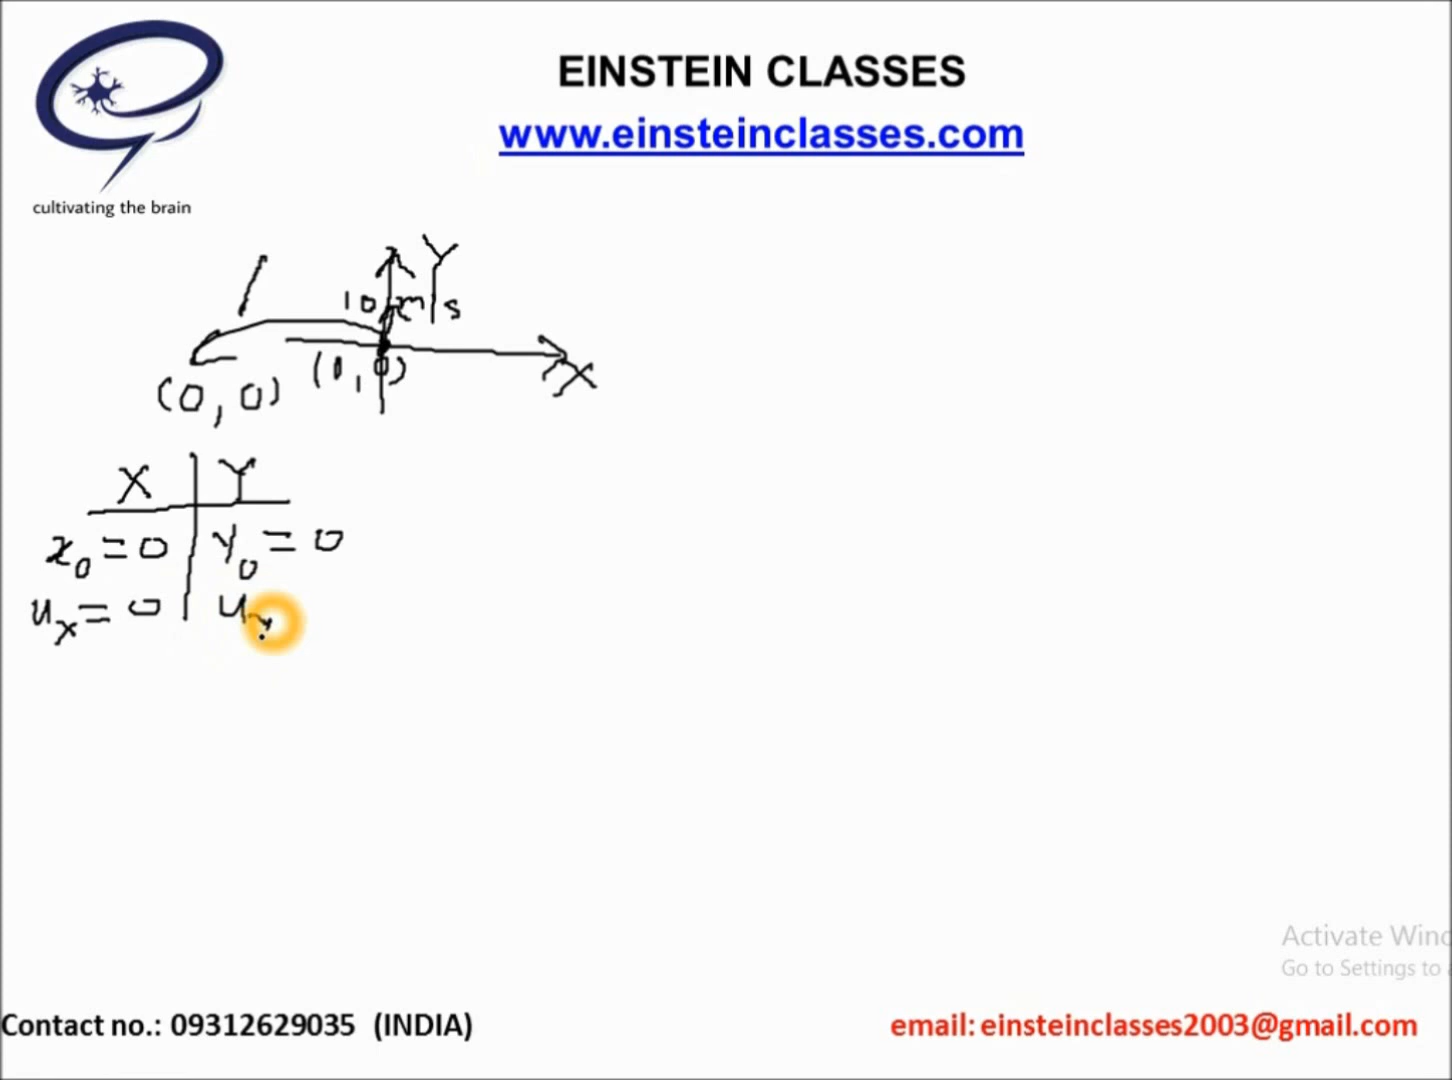 EINSTEIN CLASSES
www.einsteinclasses.com
cultivating the brain
Y
10 m/s
(0,0)
(0,0)
X
X Y
x₀=0 y₀=0
uₓ=0 uᵧ
Activate Wind
Go to Settings to a
Contact no.: 09312629035 (INDIA)
email: einsteinclasses2003@gmail.com